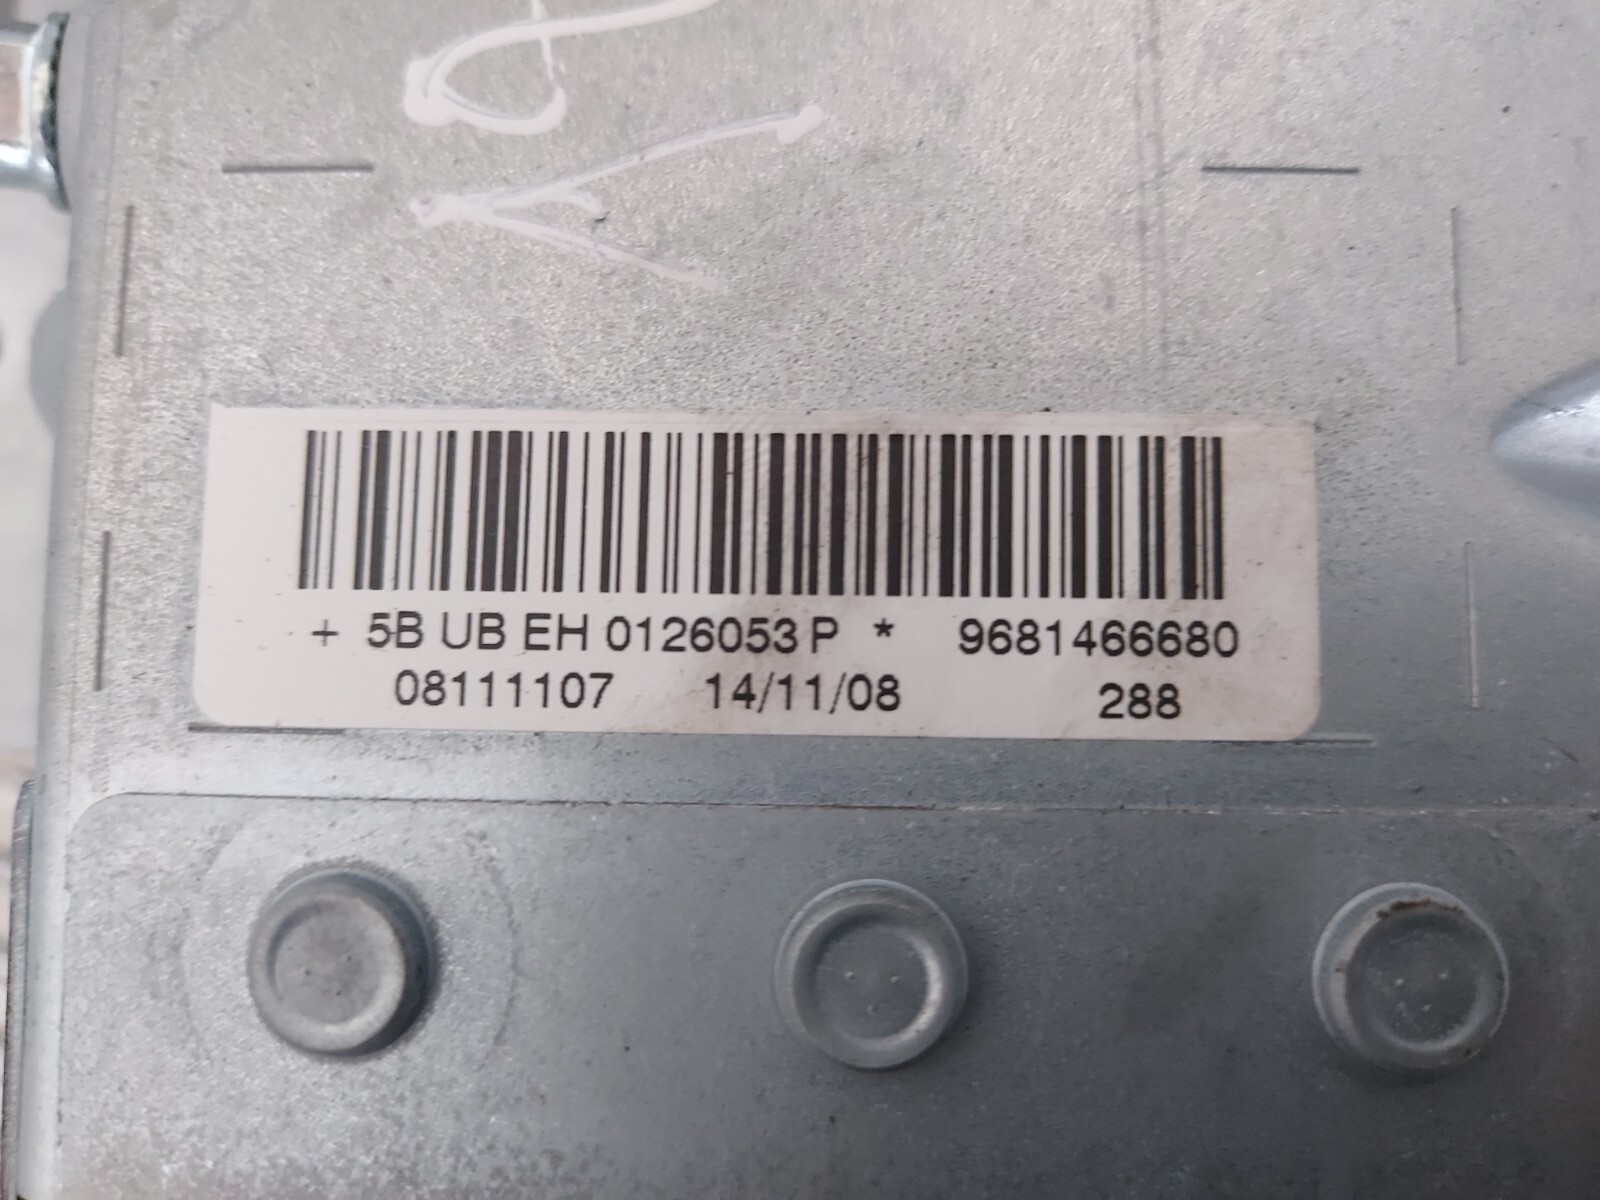 + 5B UB EH 0126053 P * 9681466680
08111107 14/11/08 288